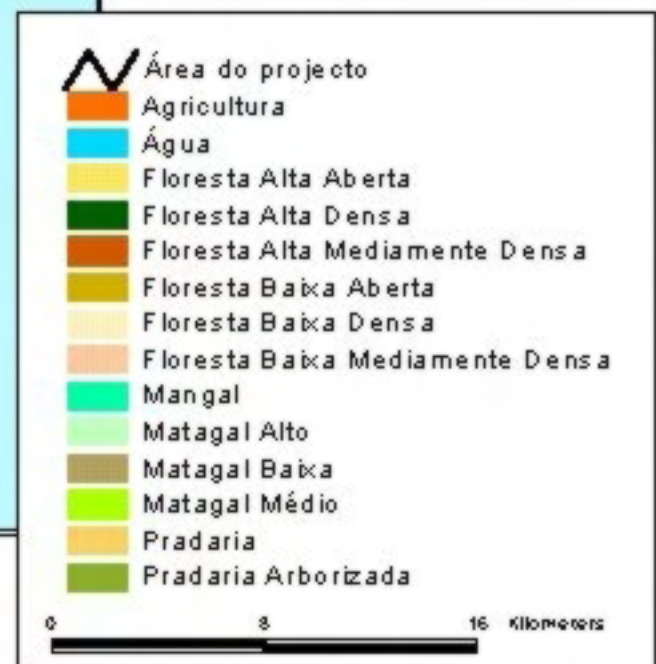 Área do projecto
Agricultura
Água
Floresta Alta Aberta
Floresta Alta Densa
Floresta Alta Mediamente Densa
Floresta Baixa Aberta
Floresta Baixa Densa
Floresta Baixa Mediamente Densa
Mangal
Matagal Alto
Matagal Baixa
Matagal Médio
Pradaria
Pradaria Arborizada
0 8 16 Kilometers